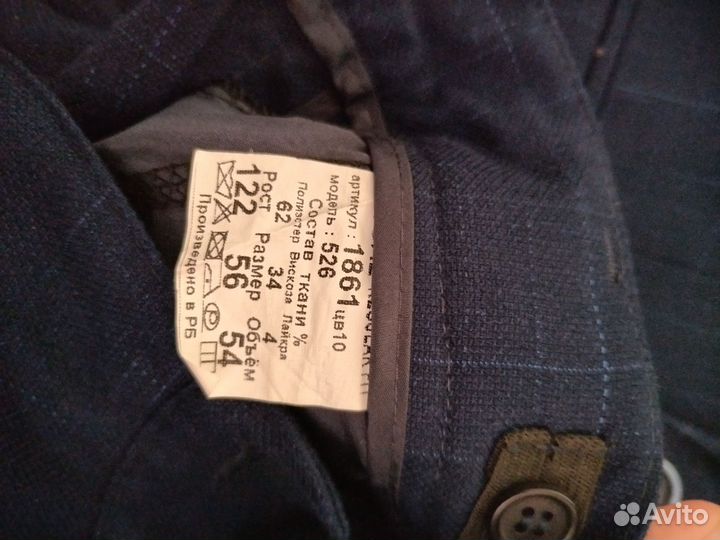 артикул : 1861 цв10
модель : 526
Состав ткани %
Полиэстер Вискоза Лайкра
62 34 4
Рост Размер Объём
122 56 54
Произведено в РБ
Avito